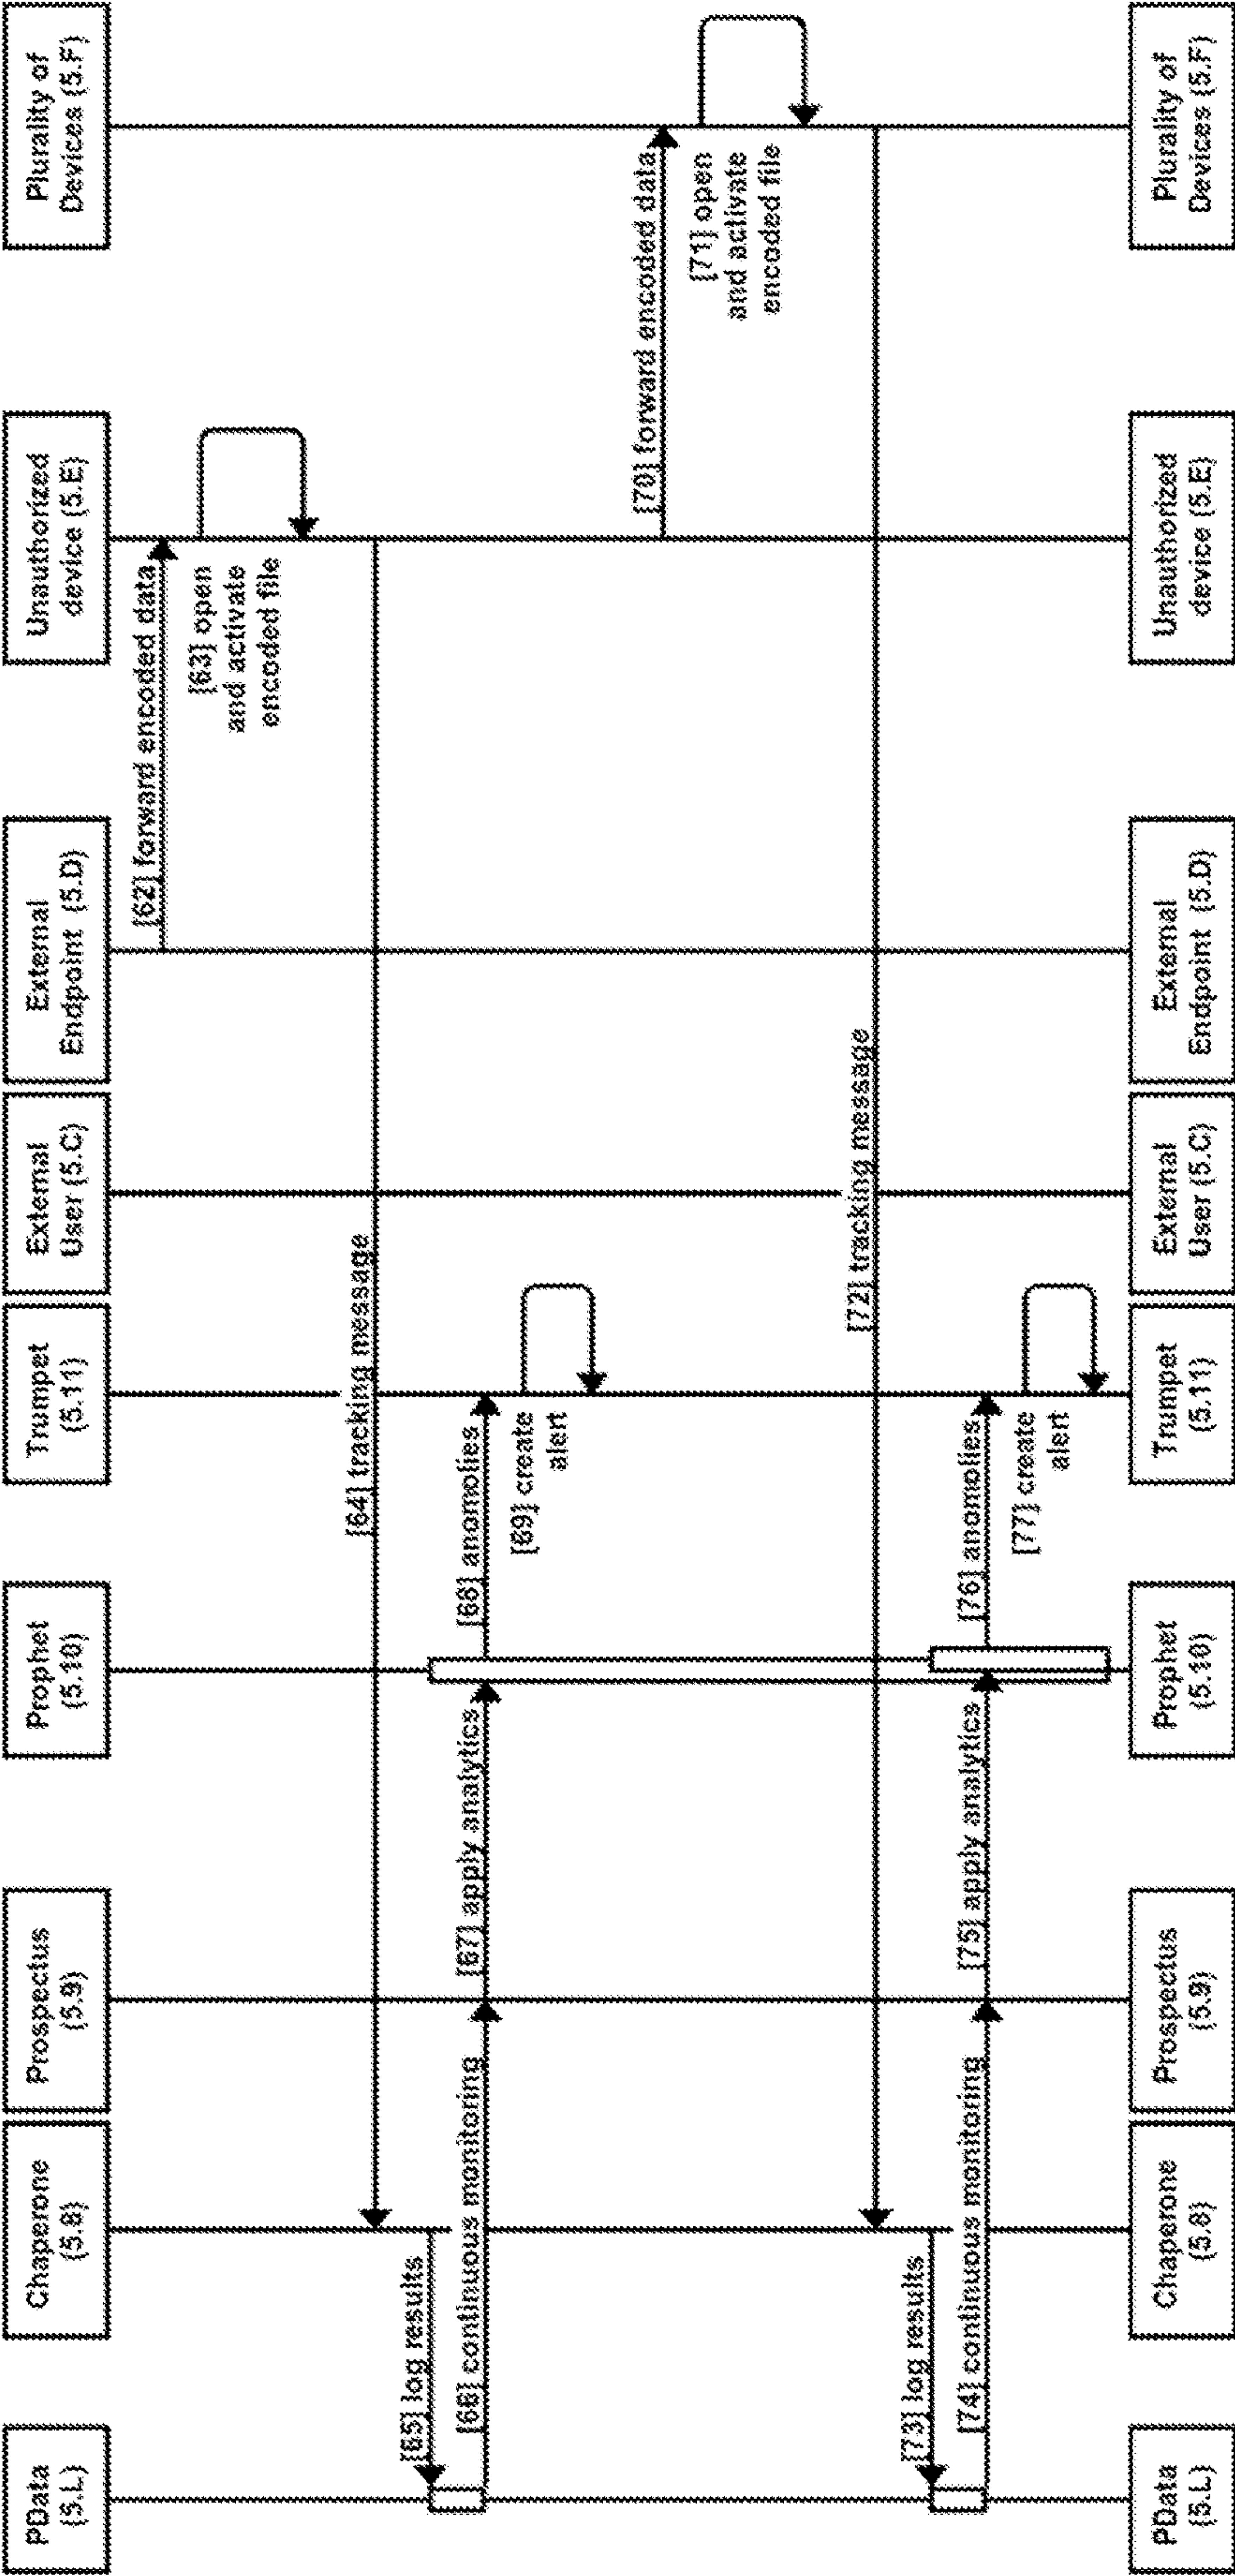 PData
(5.L)
Chaperone
(5.8)
Prospectus
(5.9)
Prophet
(5.10)
Trumpet
(5.11)
External
User (5.C)
External
Endpoint (5.D)
Unauthorized
device (5.E)
Plurality of
Devices (5.F)
[62] forward encoded data
[63] open
and activate
encoded file
[64] tracking message
[65] log results
[66] continuous monitoring
[67] apply analytics
[68] anomolies
[69] create
alert
[70] forward encoded data
[71] open
and activate
encoded file
[72] tracking message
[73] log results
[74] continuous monitoring
[75] apply analytics
[76] anomolies
[77] create
alert
PData
(5.L)
Chaperone
(5.8)
Prospectus
(5.9)
Prophet
(5.10)
Trumpet
(5.11)
External
User (5.C)
External
Endpoint (5.D)
Unauthorized
device (5.E)
Plurality of
Devices (5.F)